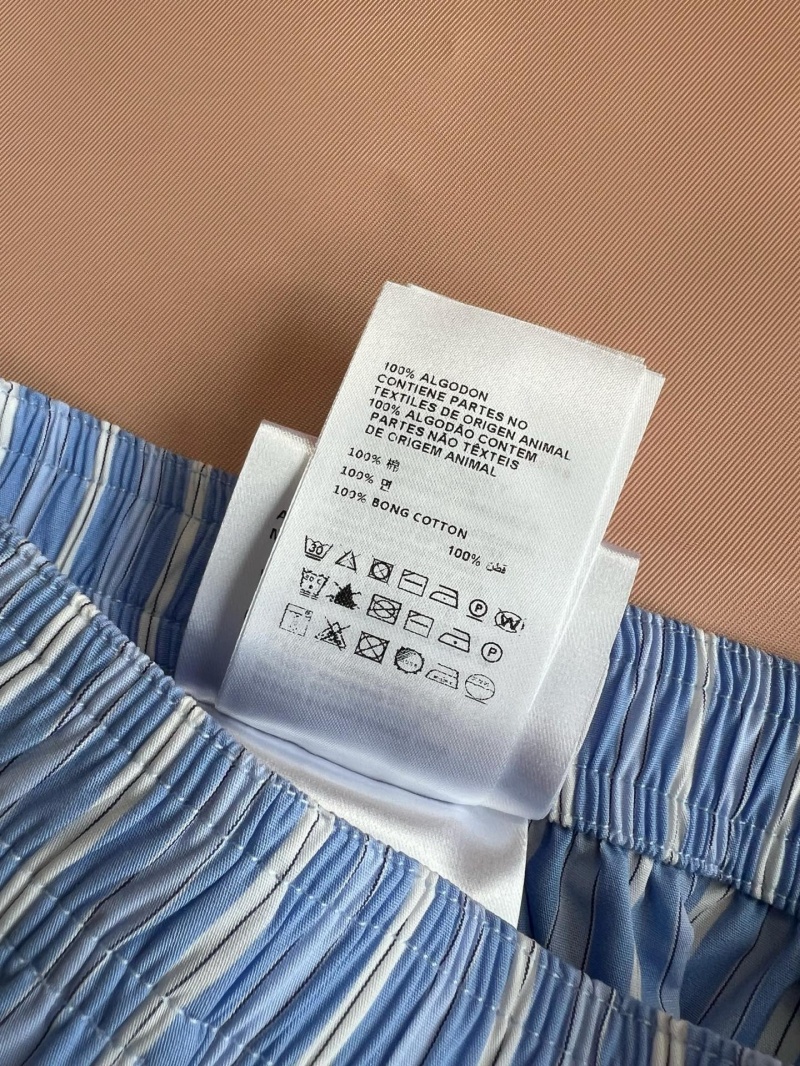 100% ALGODON
CONTIENE PARTES NO
TEXTILES DE ORIGEN ANIMAL
100% ALGODÃO CONTEM
PARTES NÃO TÊXTEIS
DE ORIGEM ANIMAL
100% 棉
100% 면
100% BONG COTTON
100% قطن
30
P
W
P